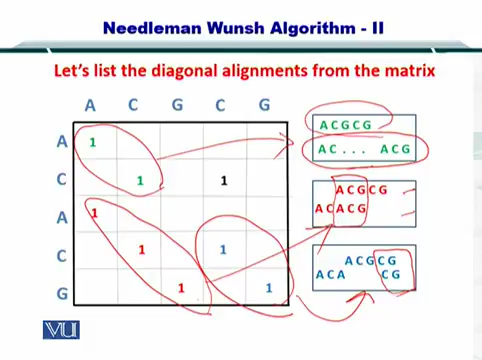 Needleman Wunsh Algorithm - II
Let's list the diagonal alignments from the matrix
A C G C G
A 1
C 1 1
A 1
C 1 1
G 1 1
A C G C G
A C . . . A C G
A C G C G
A C A C G
A C G C G
A C A C G
VU